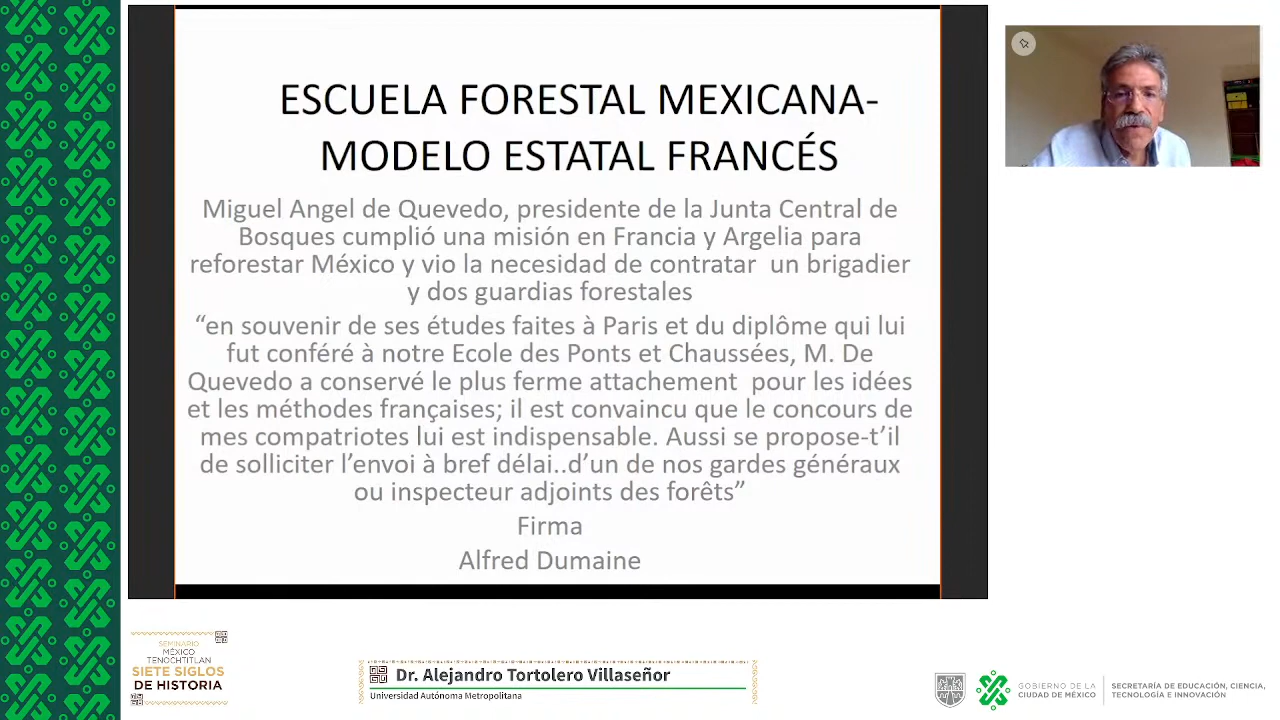 ESCUELA FORESTAL MEXICANA-
MODELO ESTATAL FRANCÉS
Miguel Angel de Quevedo, presidente de la Junta Central de
Bosques cumplió una misión en Francia y Argelia para
reforestar México y vio la necesidad de contratar un brigadier
y dos guardias forestales
“en souvenir de ses études faites à Paris et du diplôme qui lui
fut conféré à notre Ecole des Ponts et Chaussées, M. De
Quevedo a conservé le plus ferme attachement pour les idées
et les méthodes françaises; il est convaincu que le concours de
mes compatriotes lui est indispensable. Aussi se propose-t’il
de solliciter l’envoi à bref délai..d’un de nos gardes généraux
ou inspecteur adjoints des forêts”
Firma
Alfred Dumaine
SEMINARIO
MÉXICO
TENOCHTITLAN
SIETE SIGLOS
DE HISTORIA
Dr. Alejandro Tortolero Villaseñor
Universidad Autónoma Metropolitana
GOBIERNO DE LA
CIUDAD DE MÉXICO
SECRETARÍA DE EDUCACIÓN, CIENCIA,
TECNOLOGÍA E INNOVACIÓN